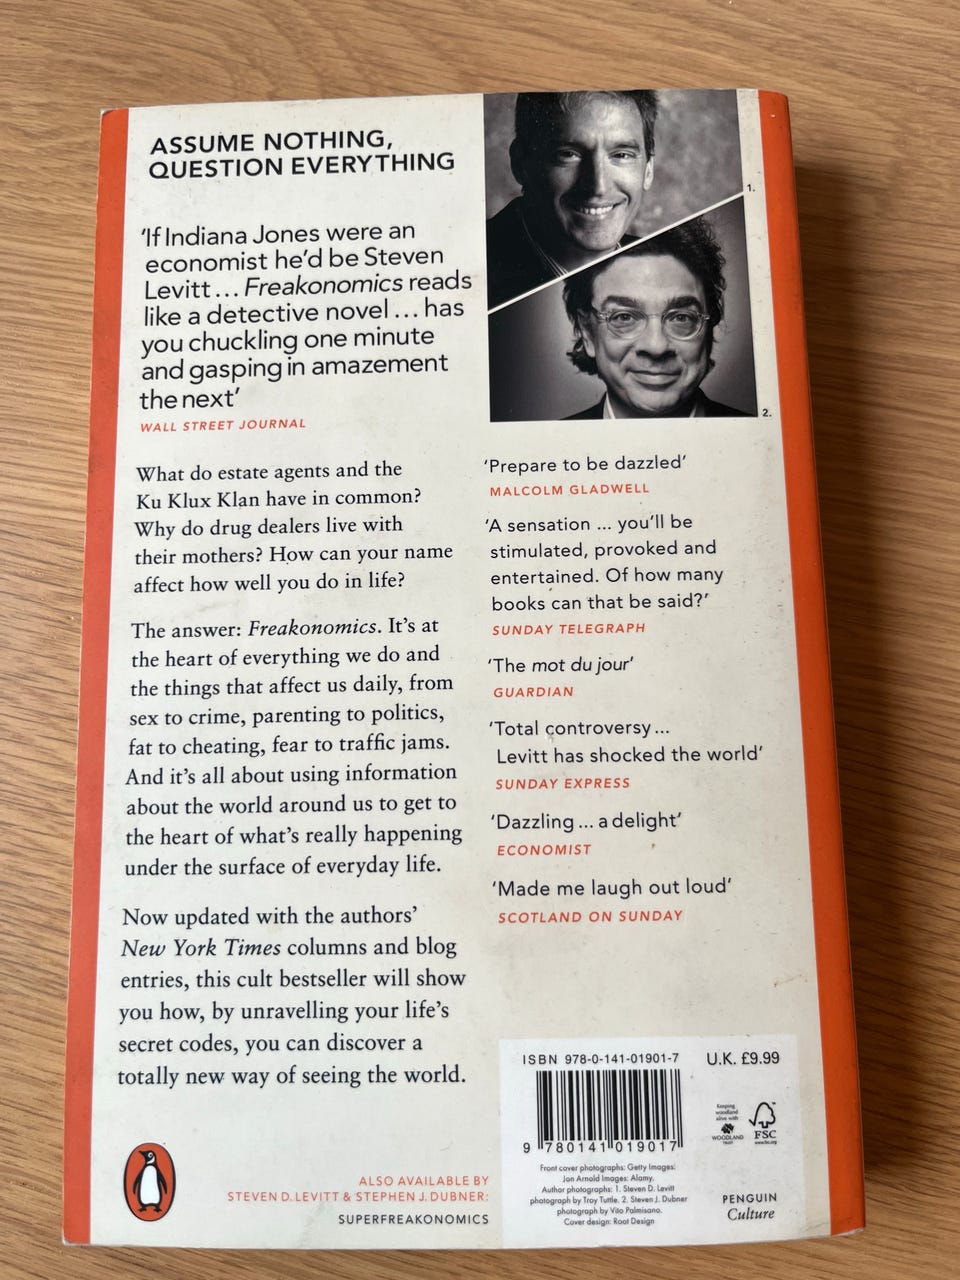 ASSUME NOTHING,
QUESTION EVERYTHING
‘If Indiana Jones were an
economist he’d be Steven
Levitt ... Freakonomics reads
like a detective novel ... has
you chuckling one minute
and gasping in amazement
the next’
WALL STREET JOURNAL
What do estate agents and the
Ku Klux Klan have in common?
Why do drug dealers live with
their mothers? How can your name
affect how well you do in life?
The answer: Freakonomics. It’s at
the heart of everything we do and
the things that affect us daily, from
sex to crime, parenting to politics,
fat to cheating, fear to traffic jams.
And it’s all about using information
about the world around us to get to
the heart of what’s really happening
under the surface of everyday life.
Now updated with the authors’
New York Times columns and blog
entries, this cult bestseller will show
you how, by unravelling your life’s
secret codes, you can discover a
totally new way of seeing the world.
ALSO AVAILABLE BY
STEVEN D. LEVITT & STEPHEN J. DUBNER:
SUPERFREAKONOMICS
1.
2.
‘Prepare to be dazzled’
MALCOLM GLADWELL
‘A sensation ... you’ll be
stimulated, provoked and
entertained. Of how many
books can that be said?’
SUNDAY TELEGRAPH
‘The mot du jour’
GUARDIAN
‘Total controversy ...
Levitt has shocked the world’
SUNDAY EXPRESS
‘Dazzling ... a delight’
ECONOMIST
‘Made me laugh out loud’
SCOTLAND ON SUNDAY
ISBN 978-0-141-01901-7
U.K. £9.99
9 780141 019017
Keeping
woodland
alive with
WOODLAND
TRUST
FSC
www.fsc.org
Front cover photographs: Getty Images:
Jon Arnold Images: Alamy.
Author photographs: 1. Steven D. Levitt
photograph by Troy Tuttle. 2. Stephen J. Dubner
photograph by Vito Palmisano.
Cover design: Root Design
PENGUIN
Culture